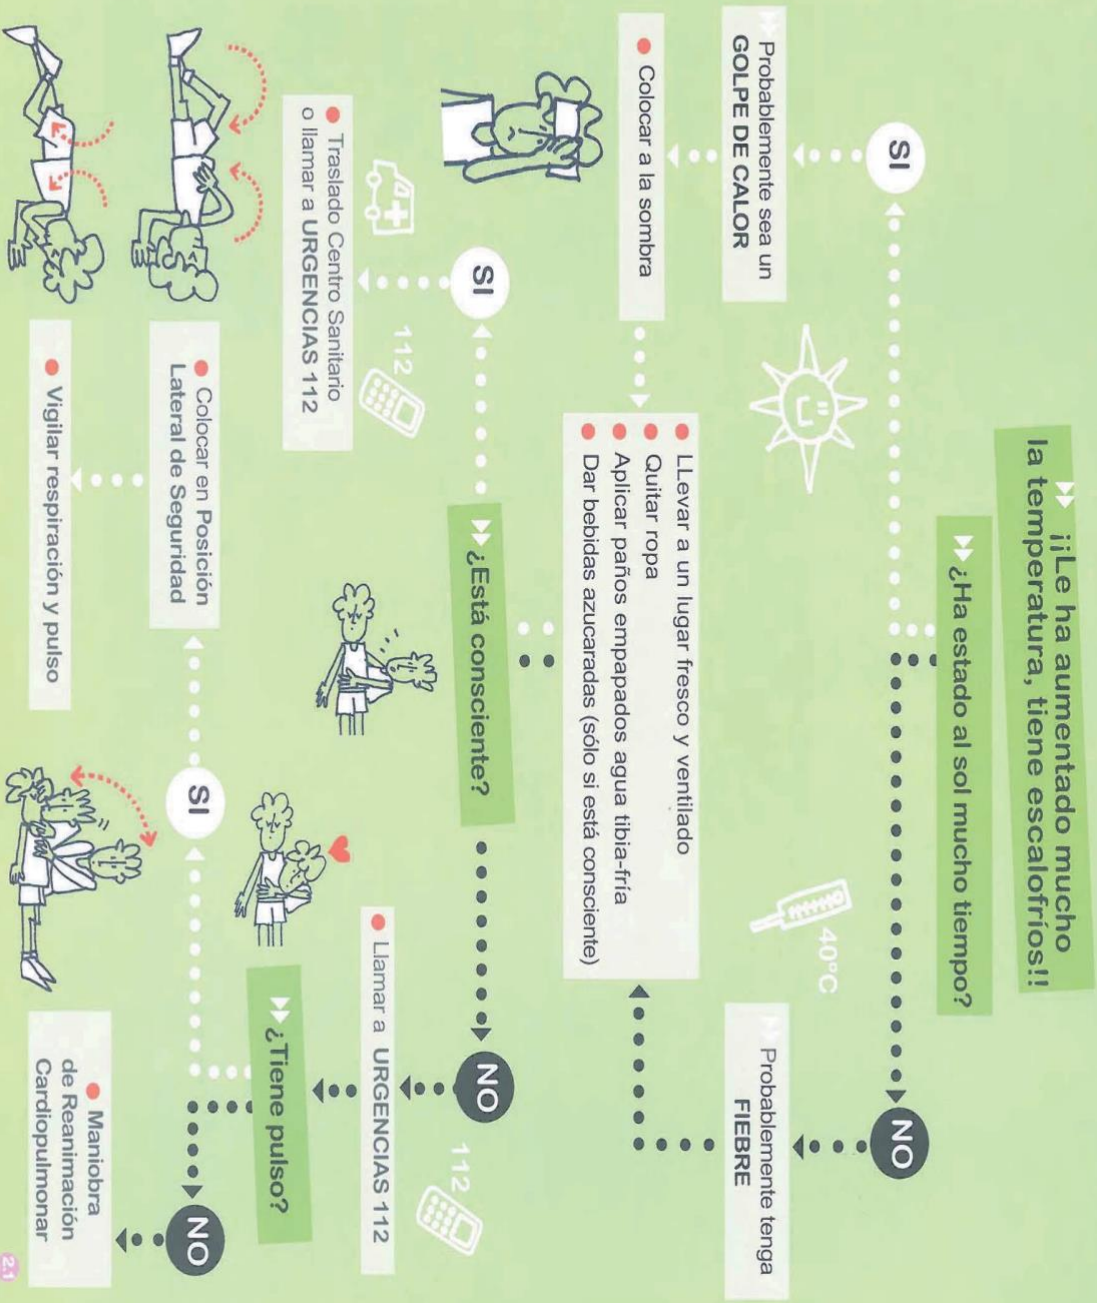 ¡¡Le ha aumentado mucho
la temperatura, tiene escalofríos!!
¿Ha estado al sol mucho tiempo?
SI
NO
Probablemente sea un
GOLPE DE CALOR
40°C
Probablemente tenga
FIEBRE
Colocar a la sombra
LLevar a un lugar fresco y ventilado
Quitar ropa
Aplicar paños empapados agua tibia-fría
Dar bebidas azucaradas (sólo si está consciente)
¿Está consciente?
SI
NO
112
Traslado Centro Sanitario
o llamar a URGENCIAS 112
112
Llamar a URGENCIAS 112
¿Tiene pulso?
SI
NO
Colocar en Posición
Lateral de Seguridad
Vigilar respiración y pulso
Maniobra
de Reanimación
Cardiopulmonar
2.1